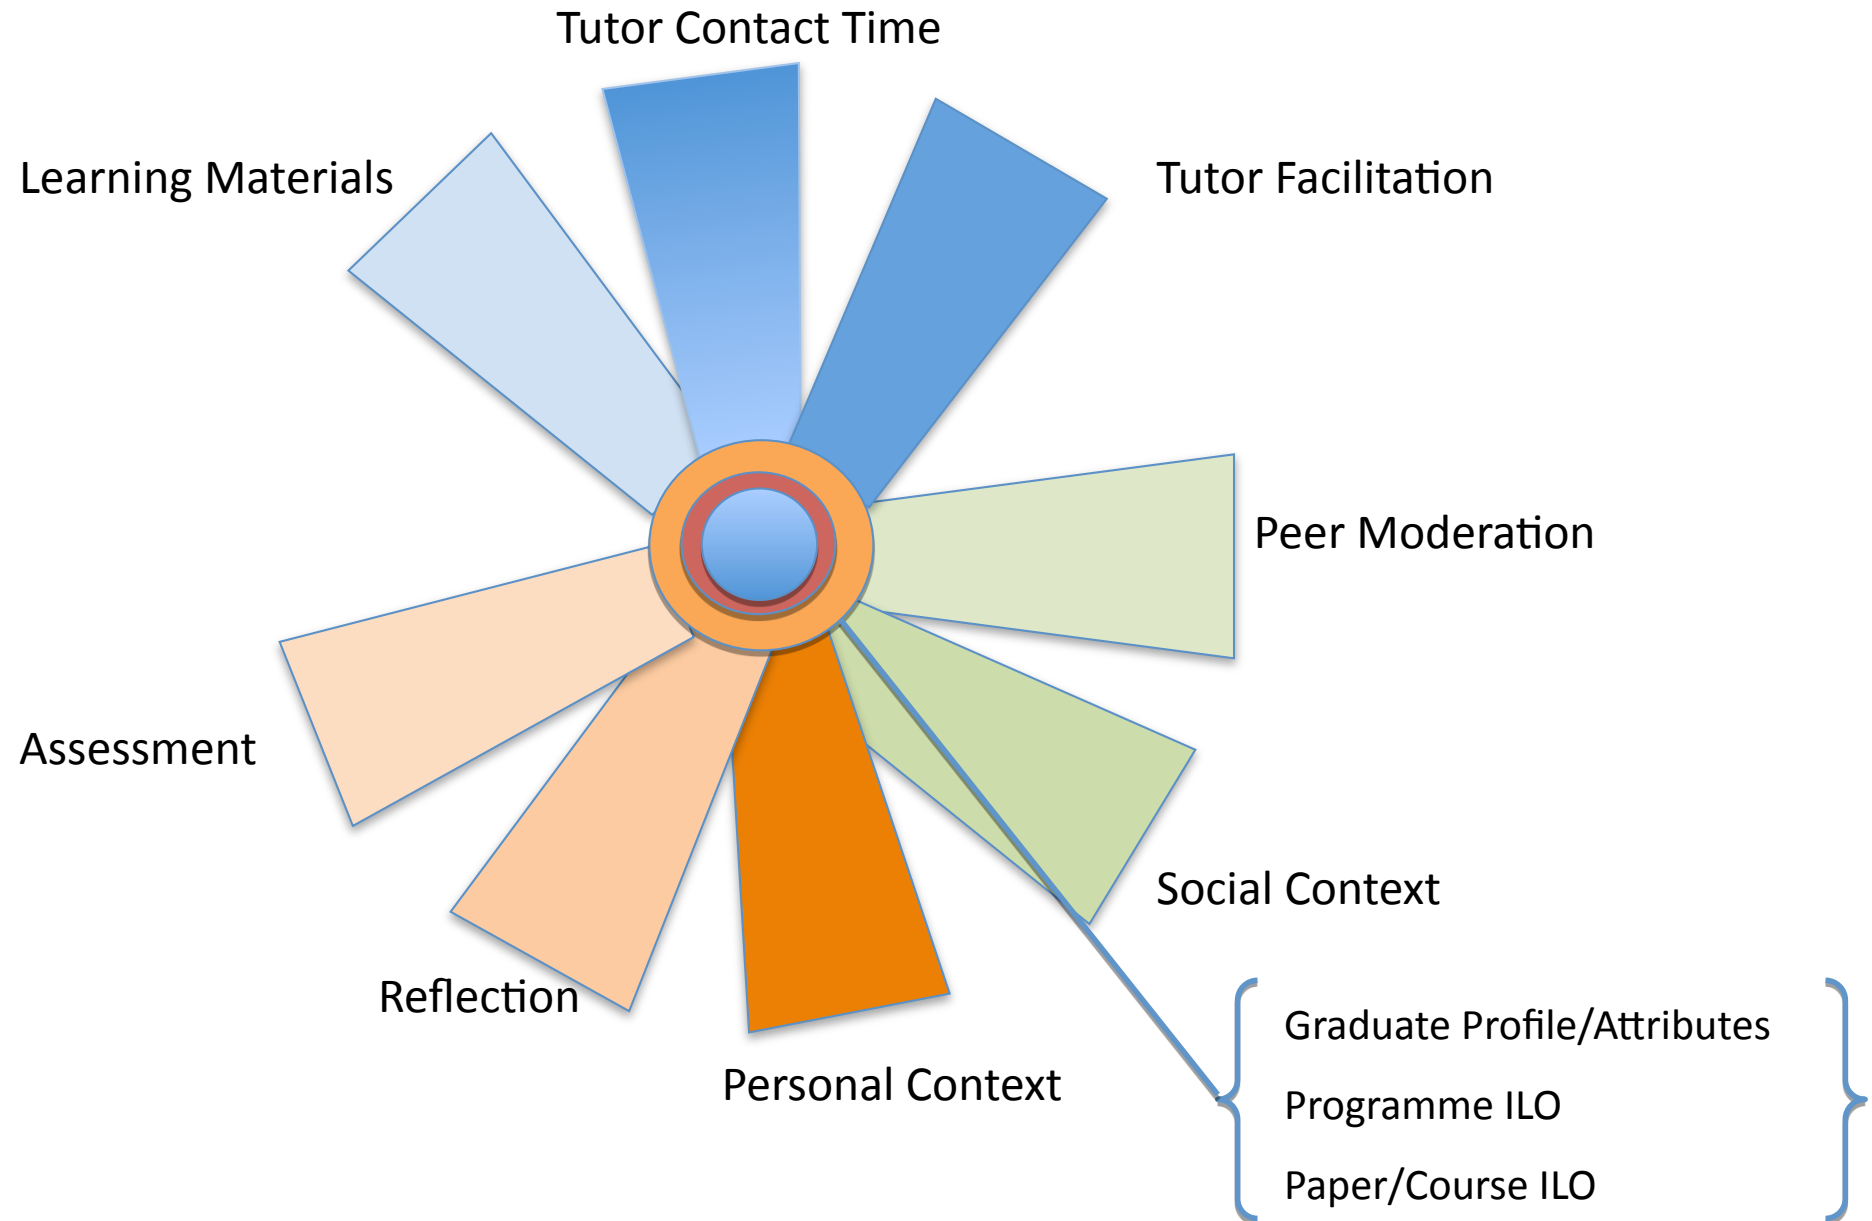 Tutor Contact Time
Learning Materials
Tutor Facilitation
Peer Moderation
Assessment
Social Context
Reflection
Personal Context
Graduate Profile/Attributes
Programme ILO
Paper/Course ILO